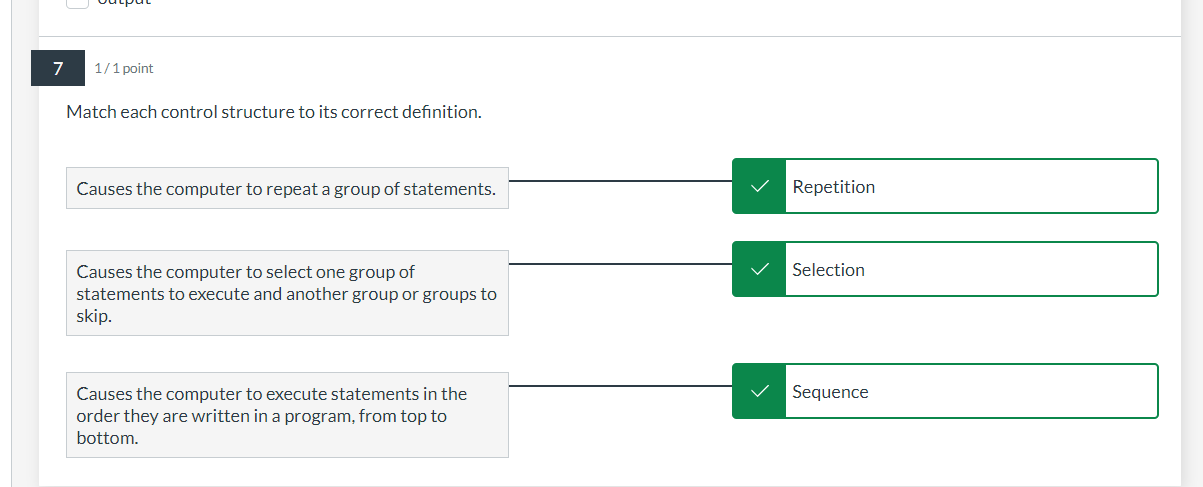 output
7
1 / 1 point
Match each control structure to its correct definition.
Causes the computer to repeat a group of statements.
Repetition
Causes the computer to select one group of
statements to execute and another group or groups to
skip.
Selection
Causes the computer to execute statements in the
order they are written in a program, from top to
bottom.
Sequence